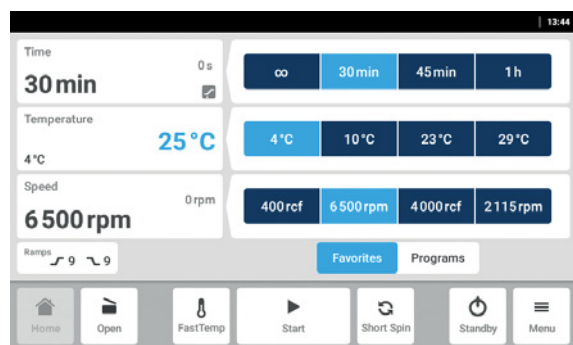 13:44
Time
0 s
30 min
∞ 30 min 45 min 1 h
Temperature
25 °C
4 °C
4 °C 10 °C 23 °C 29 °C
Speed
0 rpm
6 500 rpm
400 rcf 6 500 rpm 4 000 rcf 2 115 rpm
Ramps 9 9
Favorites Programs
Home Open FastTemp Start Short Spin Standby Menu